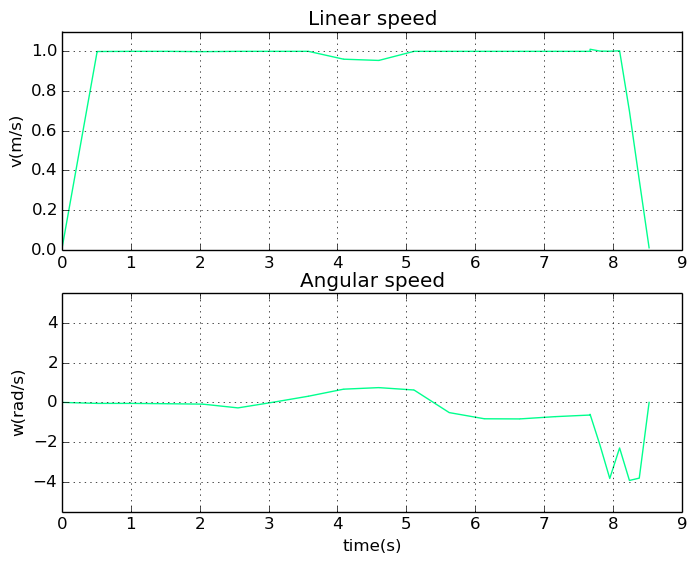 Linear speed
1.0
0.8
0.6
0.4
0.2
0.0
v(m/s)
0 1 2 3 4 5 6 7 8 9
Angular speed
4
2
0
−2
−4
w(rad/s)
0 1 2 3 4 5 6 7 8 9
time(s)